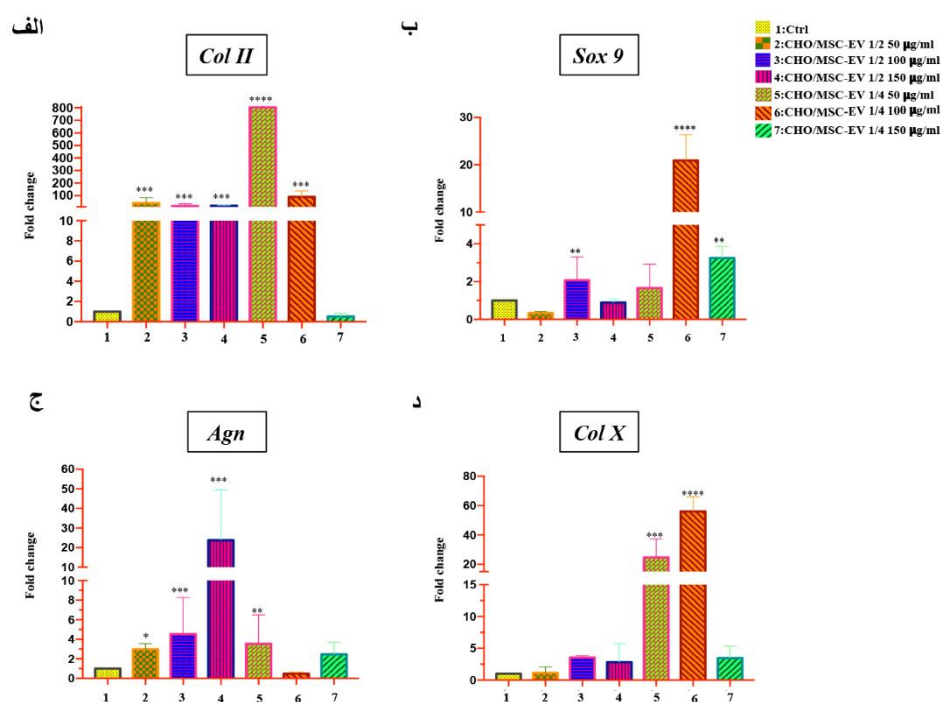 الف
Col II
Fold change
800
700
600
500
400
300
200
100
10
8
6
4
2
0
***
***
***
****
***
1 2 3 4 5 6 7
ب
Sox 9
Fold change
30
20
10
4
2
0
**
****
**
1 2 3 4 5 6 7
1:Ctrl
2:CHO/MSC-EV 1/2 50 μg/ml
3:CHO/MSC-EV 1/2 100 μg/ml
4:CHO/MSC-EV 1/2 150 μg/ml
5:CHO/MSC-EV 1/4 50 μg/ml
6:CHO/MSC-EV 1/4 100 μg/ml
7:CHO/MSC-EV 1/4 150 μg/ml
ج
Agn
Fold change
60
50
40
30
20
10
8
6
4
2
0
*
***
***
**
1 2 3 4 5 6 7
د
Col X
Fold change
80
60
40
20
15
10
5
0
***
****
1 2 3 4 5 6 7